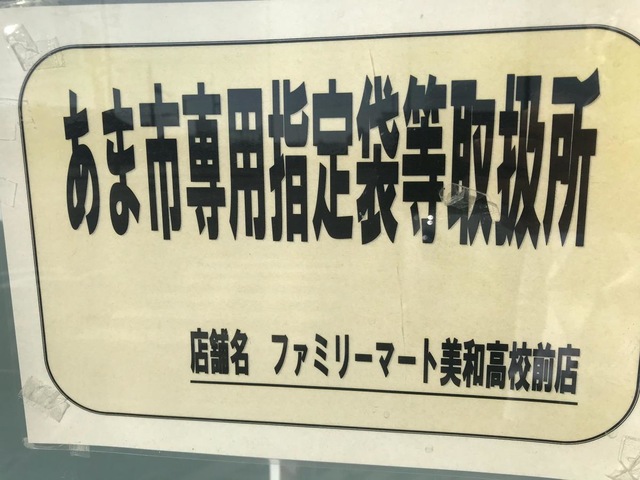 あま市専用指定袋等取扱所
店舗名　ファミリーマート美和高校前店